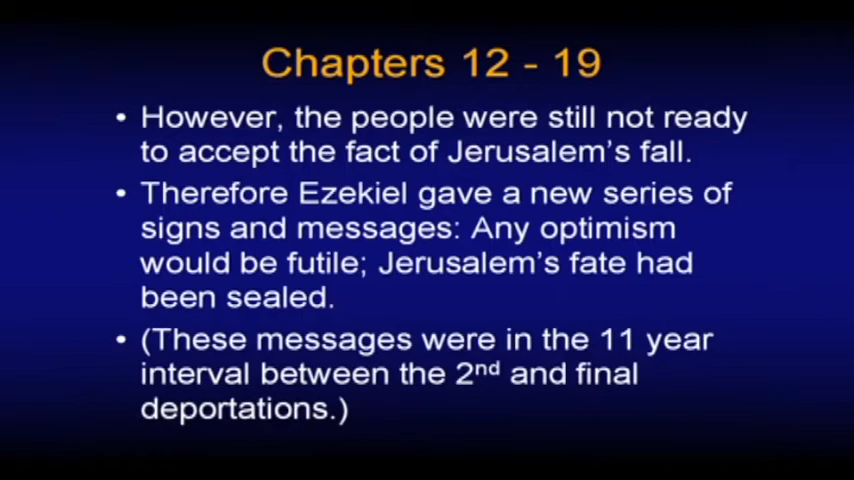 Chapters 12 - 19
• However, the people were still not ready
to accept the fact of Jerusalem's fall.
• Therefore Ezekiel gave a new series of
signs and messages: Any optimism
would be futile; Jerusalem's fate had
been sealed.
• (These messages were in the 11 year
interval between the 2nd and final
deportations.)